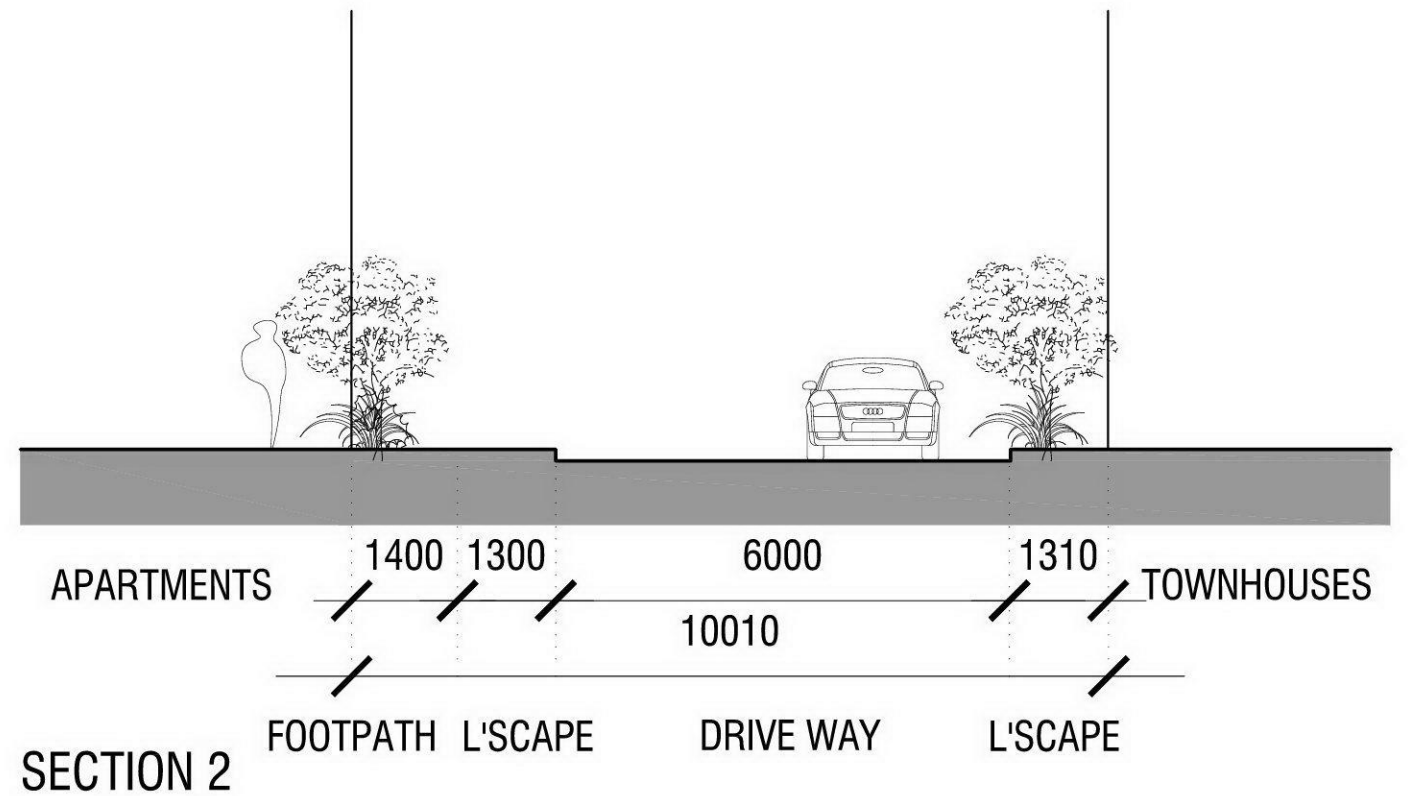 1400 1300 6000 1310
APARTMENTS TOWNHOUSES
10010
FOOTPATH L'SCAPE DRIVE WAY L'SCAPE
SECTION 2